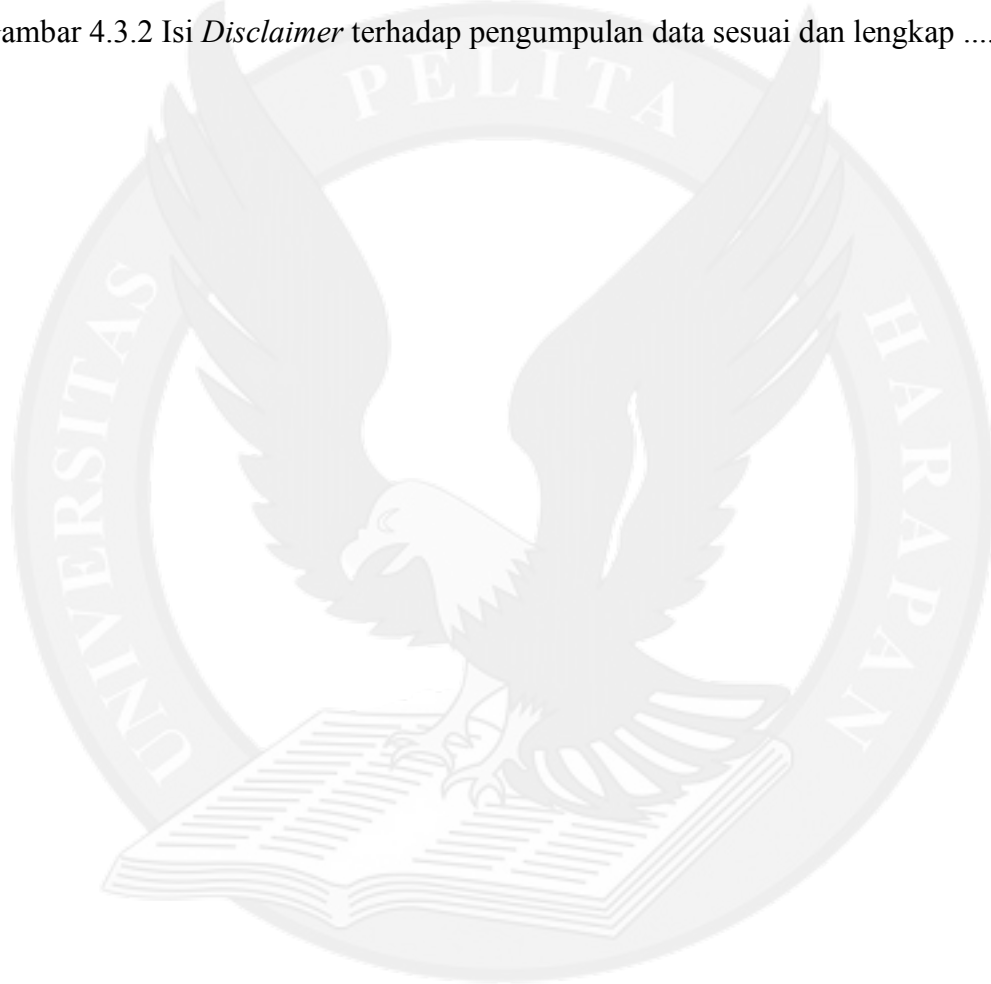 ambar 4.3.2 Isi Disclaimer terhadap pengumpulan data sesuai dan lengkap ....
UNIVERSITAS PELITA HARAPAN